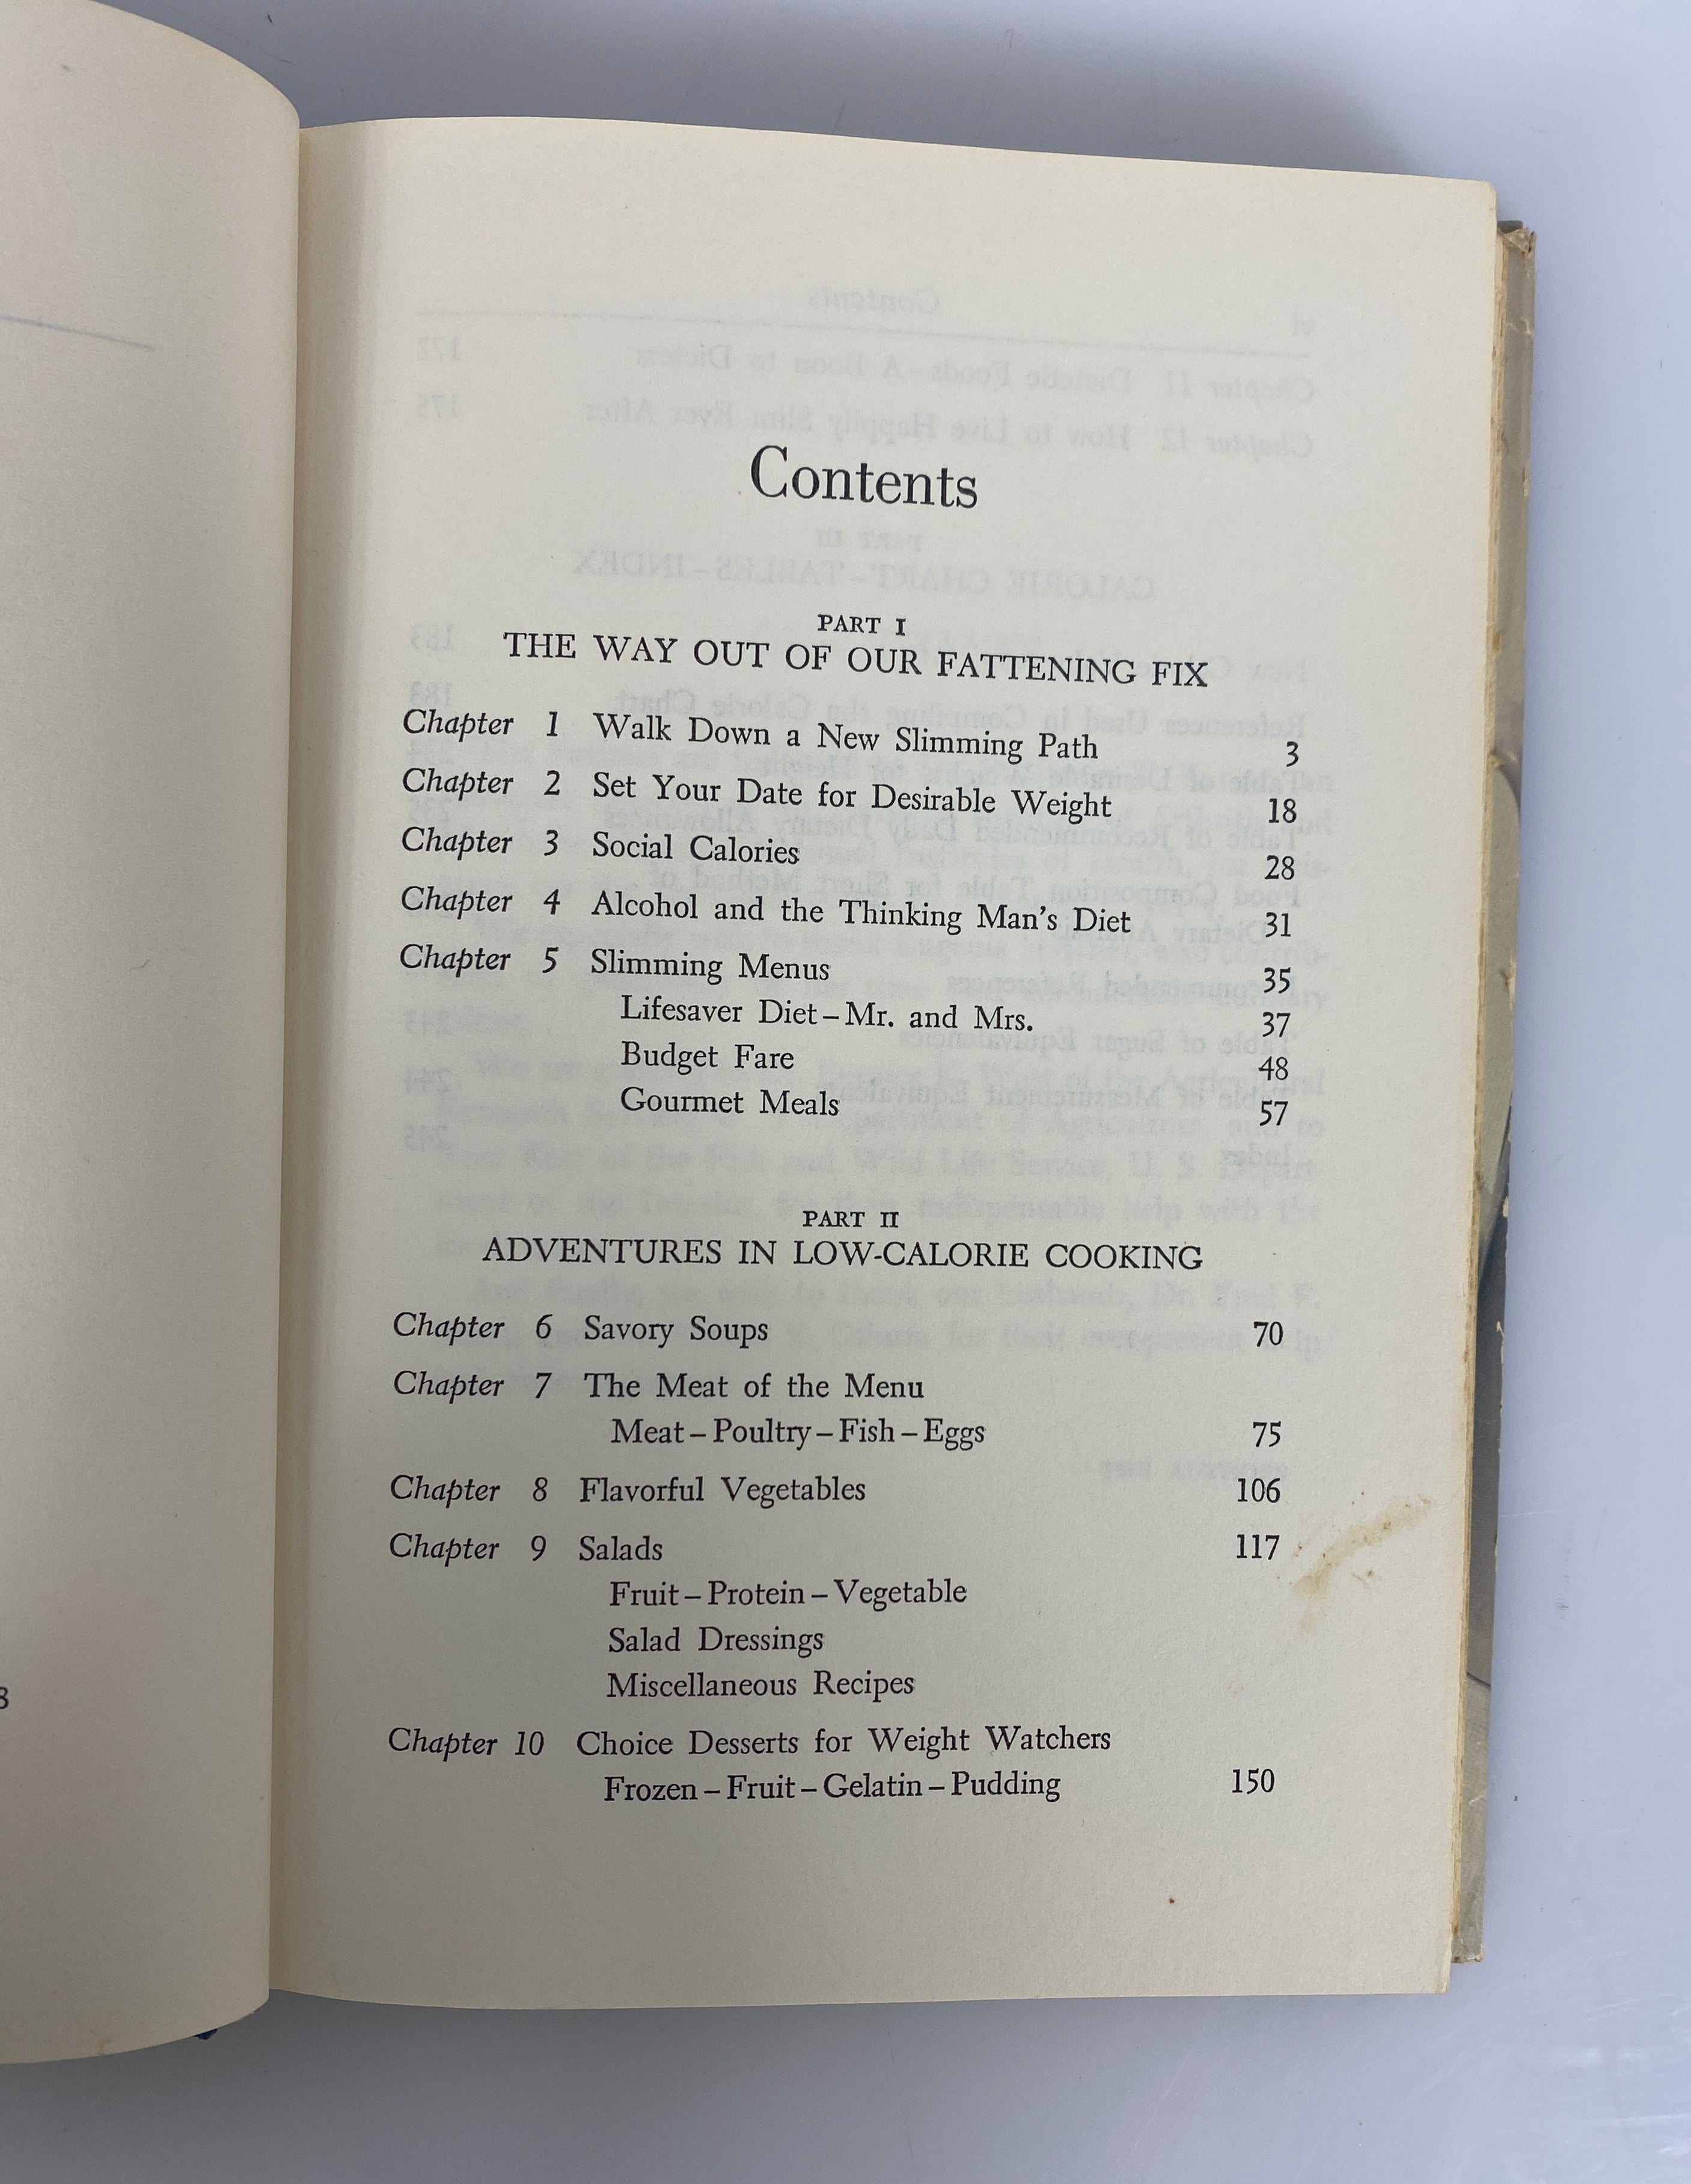 Contents
PART I
THE WAY OUT OF OUR FATTENING FIX
Chapter 1 Walk Down a New Slimming Path 3
Chapter 2 Set Your Date for Desirable Weight 18
Chapter 3 Social Calories 28
Chapter 4 Alcohol and the Thinking Man's Diet 31
Chapter 5 Slimming Menus 35
Lifesaver Diet – Mr. and Mrs. 37
Budget Fare 48
Gourmet Meals 57
PART II
ADVENTURES IN LOW-CALORIE COOKING
Chapter 6 Savory Soups 70
Chapter 7 The Meat of the Menu
Meat – Poultry – Fish – Eggs 75
Chapter 8 Flavorful Vegetables 106
Chapter 9 Salads 117
Fruit – Protein – Vegetable
Salad Dressings
Miscellaneous Recipes
Chapter 10 Choice Desserts for Weight Watchers
Frozen – Fruit – Gelatin – Pudding 150